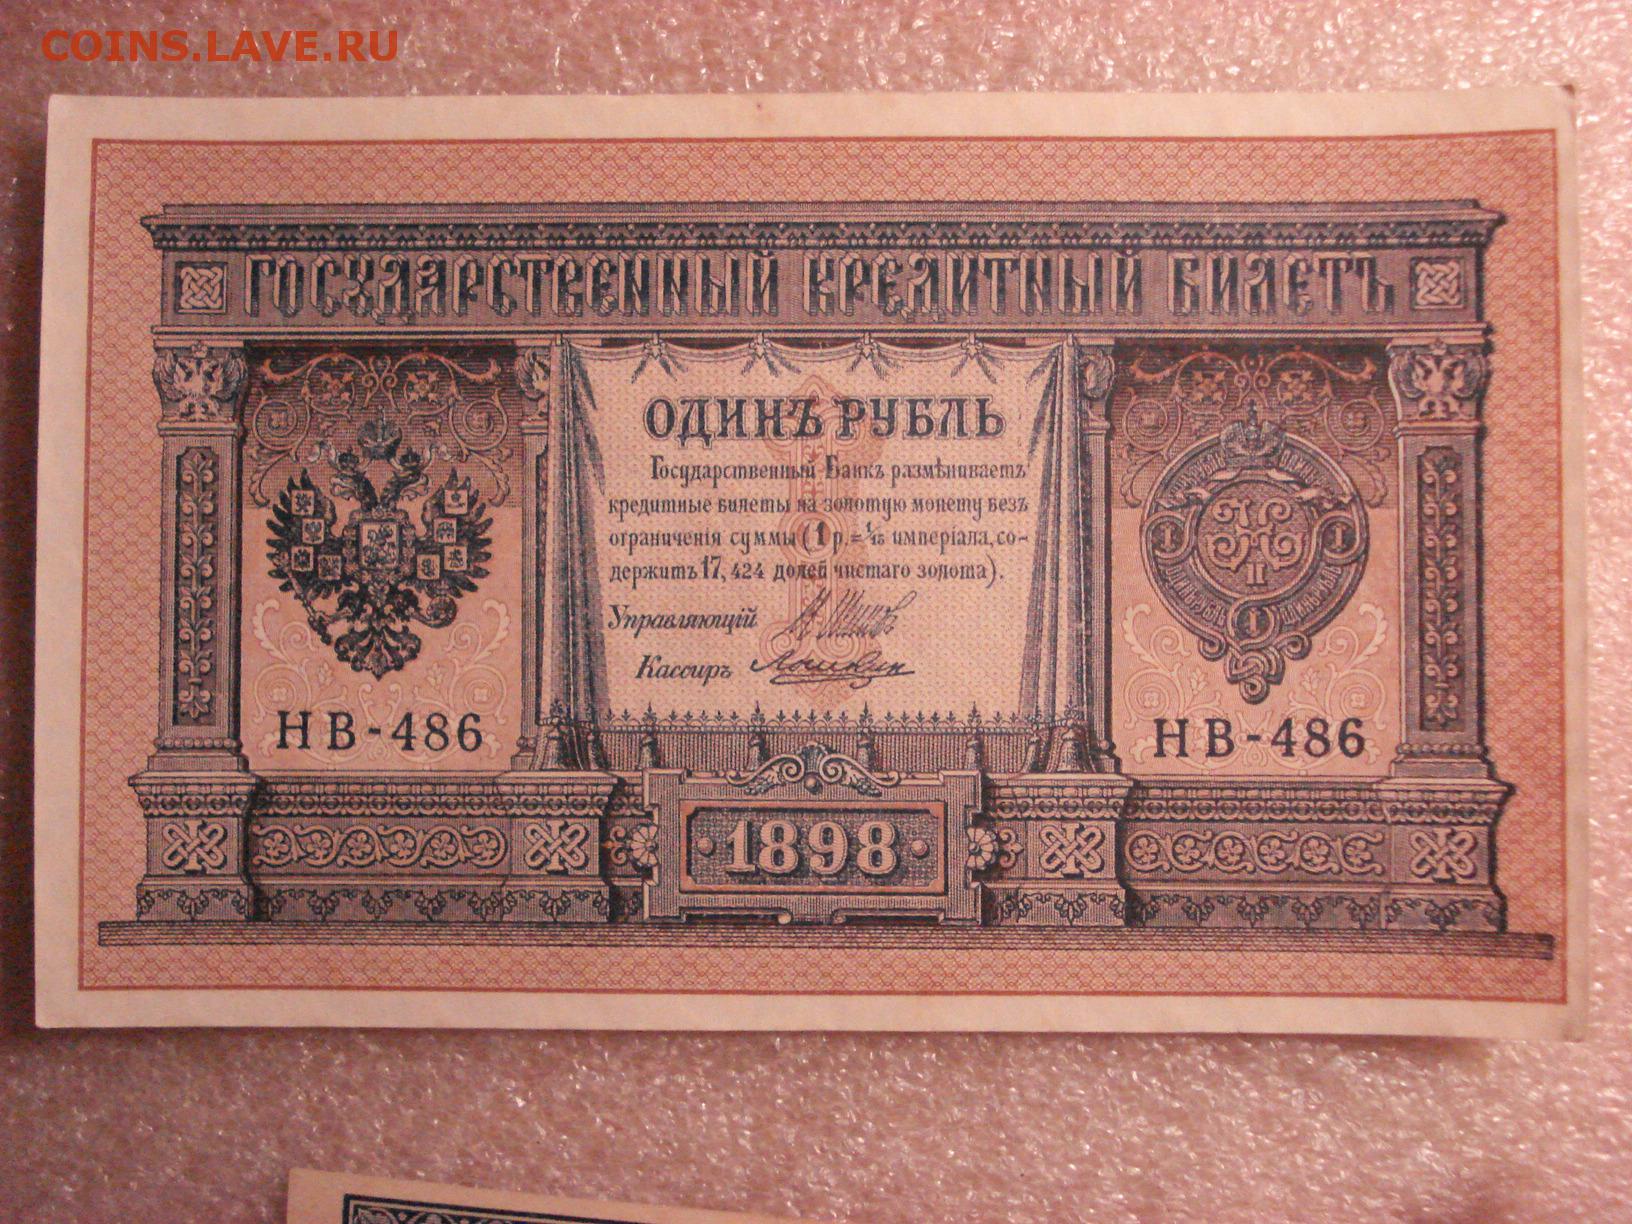 COINS.LAVE.RU
ГОСУДАРСТВЕННЫЙ КРЕДИТНЫЙ БИЛЕТЪ
ОДИНЪ РУБЛЬ
Государственный Банкъ размѣниваетъ
кредитные билеты на золотую монету безъ
ограниченія суммы (1 р. = 1/15 имперіала, со-
держитъ 17,424 долей чистаго золота).
Управляющій
Кассиръ
НВ-486
НВ-486
1898